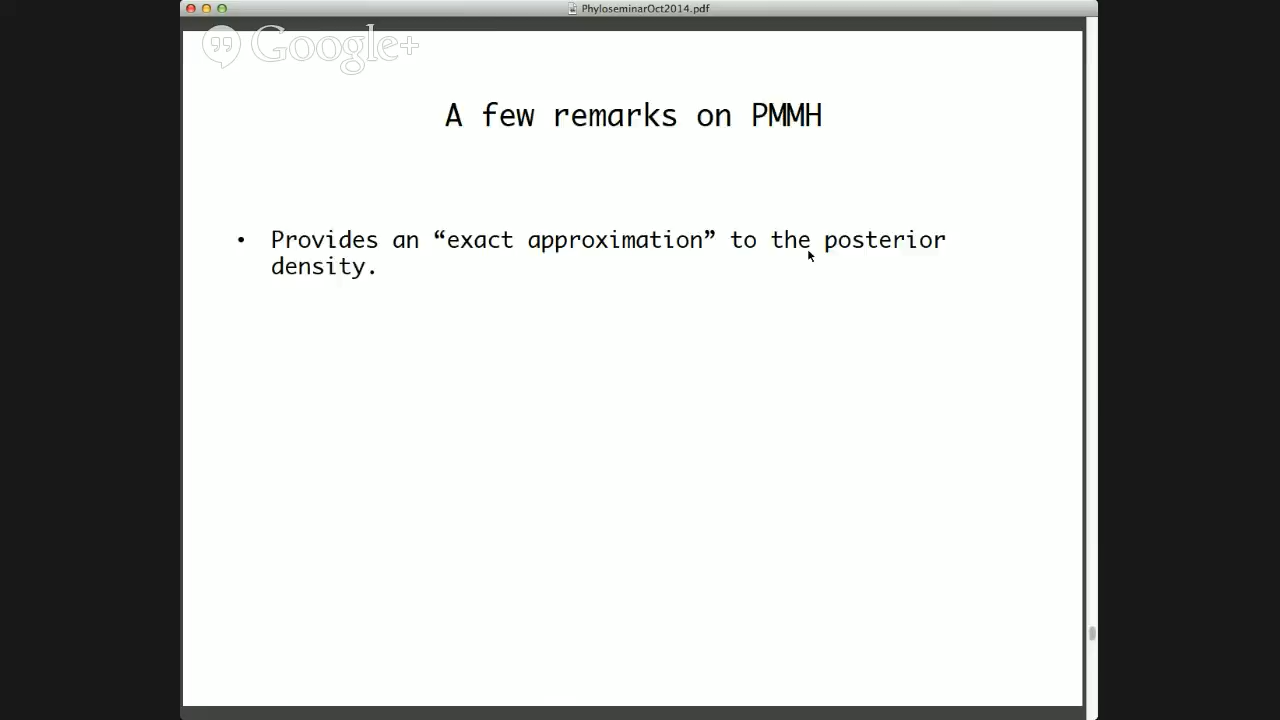 PhyloseminarOct2014.pdf
Google+
A few remarks on PMMH
• Provides an “exact approximation” to the posterior
density.